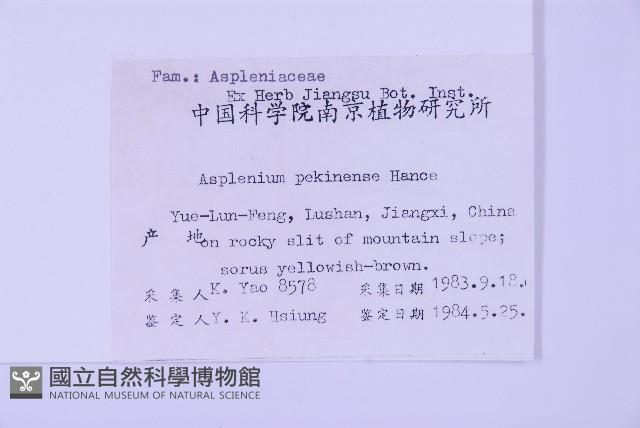 Fam.: Aspleniaceae
Ex Herb Jiangsu Bot. Inst.
中国科学院南京植物研究所
Asplenium pekinense Hance
Yue-Lun-Feng, Lushan, Jiangxi, China
产 地 on rocky slit of mountain slope;
sorus yellowish-brown.
采集人 K. Yao 8578 采集日期 1983.9.18.
鉴定人 Y. K. Hsiung 鉴定日期 1984.5.25.
國立自然科學博物館
NATIONAL MUSEUM OF NATURAL SCIENCE